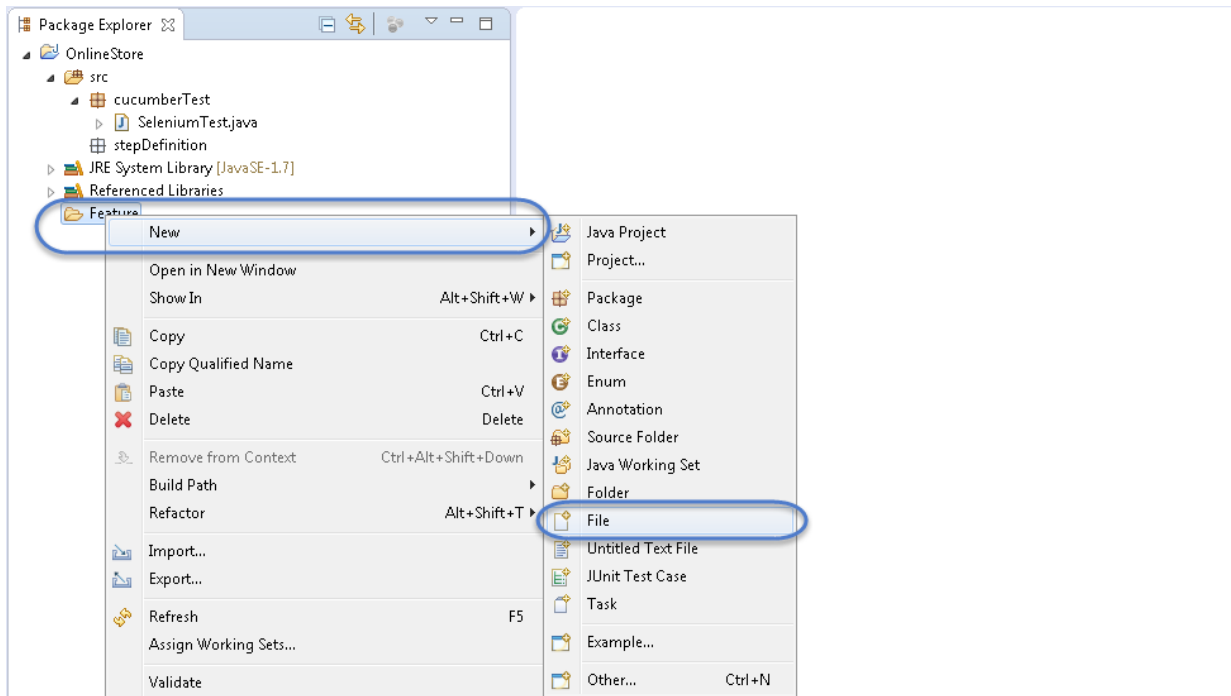 Package Explorer
OnlineStore
src
cucumberTest
SeleniumTest.java
stepDefinition
JRE System Library [JavaSE-1.7]
Referenced Libraries
Feature
New
Open in New Window
Show In Alt+Shift+W
Copy Ctrl+C
Copy Qualified Name
Paste Ctrl+V
Delete Delete
Remove from Context Ctrl+Alt+Shift+Down
Build Path
Refactor Alt+Shift+T
Import...
Export...
Refresh F5
Assign Working Sets...
Validate
Java Project
Project...
Package
Class
Interface
Enum
Annotation
Source Folder
Java Working Set
Folder
File
Untitled Text File
JUnit Test Case
Task
Example...
Other... Ctrl+N